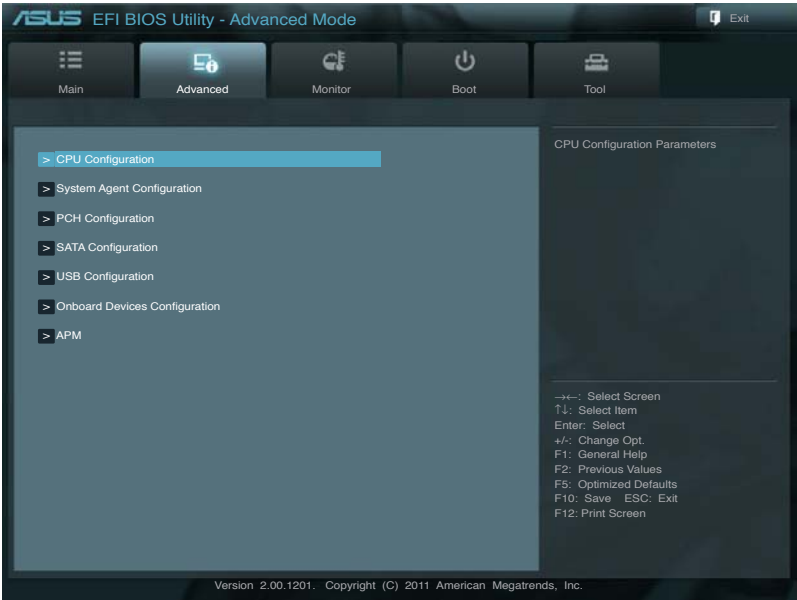 ASUS EFI BIOS Utility - Advanced Mode
Exit
Main
Advanced
Monitor
Boot
Tool
> CPU Configuration
> System Agent Configuration
> PCH Configuration
> SATA Configuration
> USB Configuration
> Onboard Devices Configuration
> APM
CPU Configuration Parameters
→←: Select Screen
↑↓: Select Item
Enter: Select
+/-: Change Opt.
F1: General Help
F2: Previous Values
F5: Optimized Defaults
F10: Save ESC: Exit
F12: Print Screen
Version 2.00.1201. Copyright (C) 2011 American Megatrends, Inc.